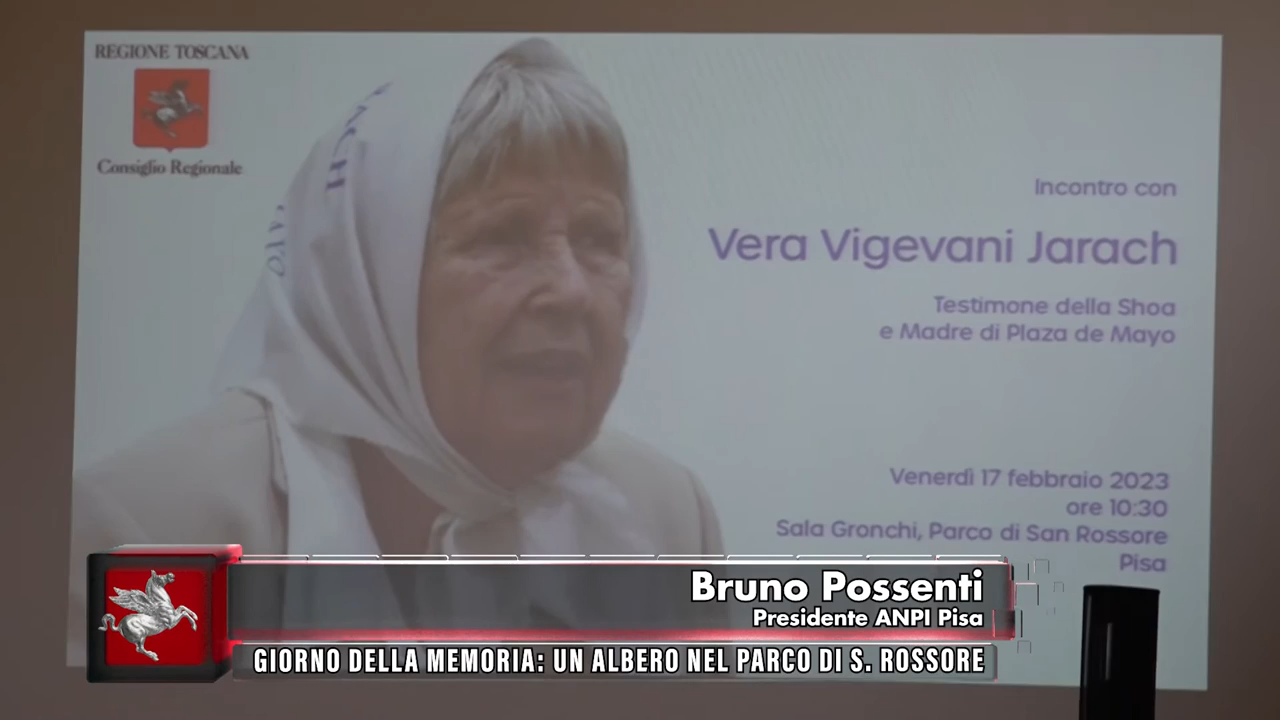 REGIONE TOSCANA
Consiglio Regionale
Incontro con
Vera Vigevani Jarach
Testimone della Shoa
e Madre di Plaza de Mayo
Venerdì 17 febbraio 2023
ore 10:30
Sala Gronchi, Parco di San Rossore
Pisa
Bruno Possenti
Presidente ANPI Pisa
GIORNO DELLA MEMORIA: UN ALBERO NEL PARCO DI S. ROSSORE